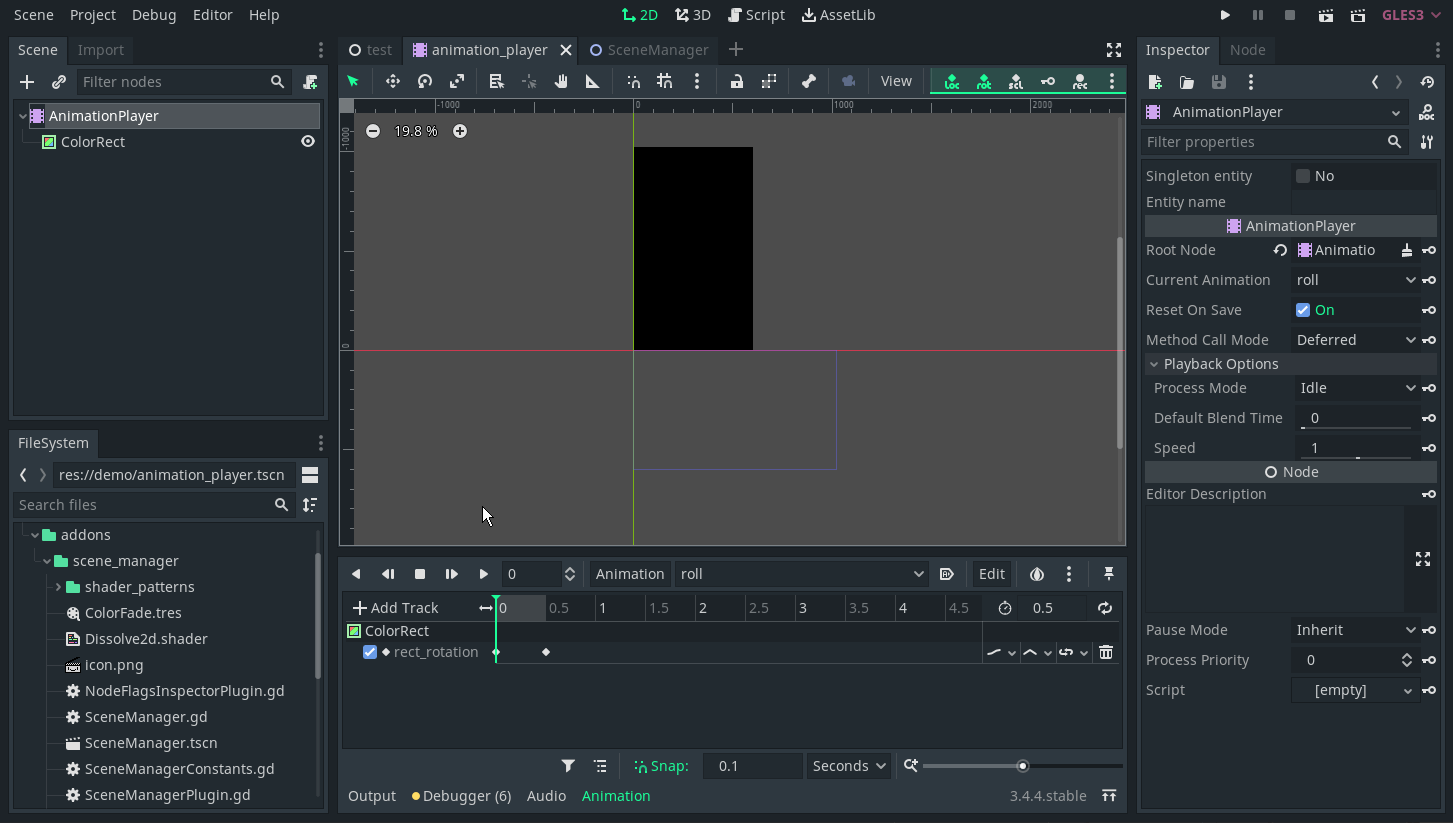 Scene Project Debug Editor Help
2D 3D Script AssetLib
GLES3
Scene Import
Filter nodes
AnimationPlayer
ColorRect
FileSystem
res://demo/animation_player.tscn
Search files
addons
scene_manager
shader_patterns
ColorFade.tres
Dissolve2d.shader
icon.png
NodeFlagsInspectorPlugin.gd
SceneManager.gd
SceneManager.tscn
SceneManagerConstants.gd
SceneManagerPlugin.gd
test animation_player SceneManager
View
-1000 0 1000 2000
-1000
0
19.8 %
0 Animation roll Edit
Add Track 0 0.5 1 1.5 2 2.5 3 3.5 4 4.5 0.5
ColorRect
rect_rotation
Snap: 0.1 Seconds
Output Debugger (6) Audio Animation 3.4.4.stable
Inspector Node
AnimationPlayer
Filter properties
Singleton entity No
Entity name
AnimationPlayer
Root Node Animatio
Current Animation roll
Reset On Save On
Method Call Mode Deferred
Playback Options
Process Mode Idle
Default Blend Time 0
Speed 1
Node
Editor Description
Pause Mode Inherit
Process Priority 0
Script [empty]